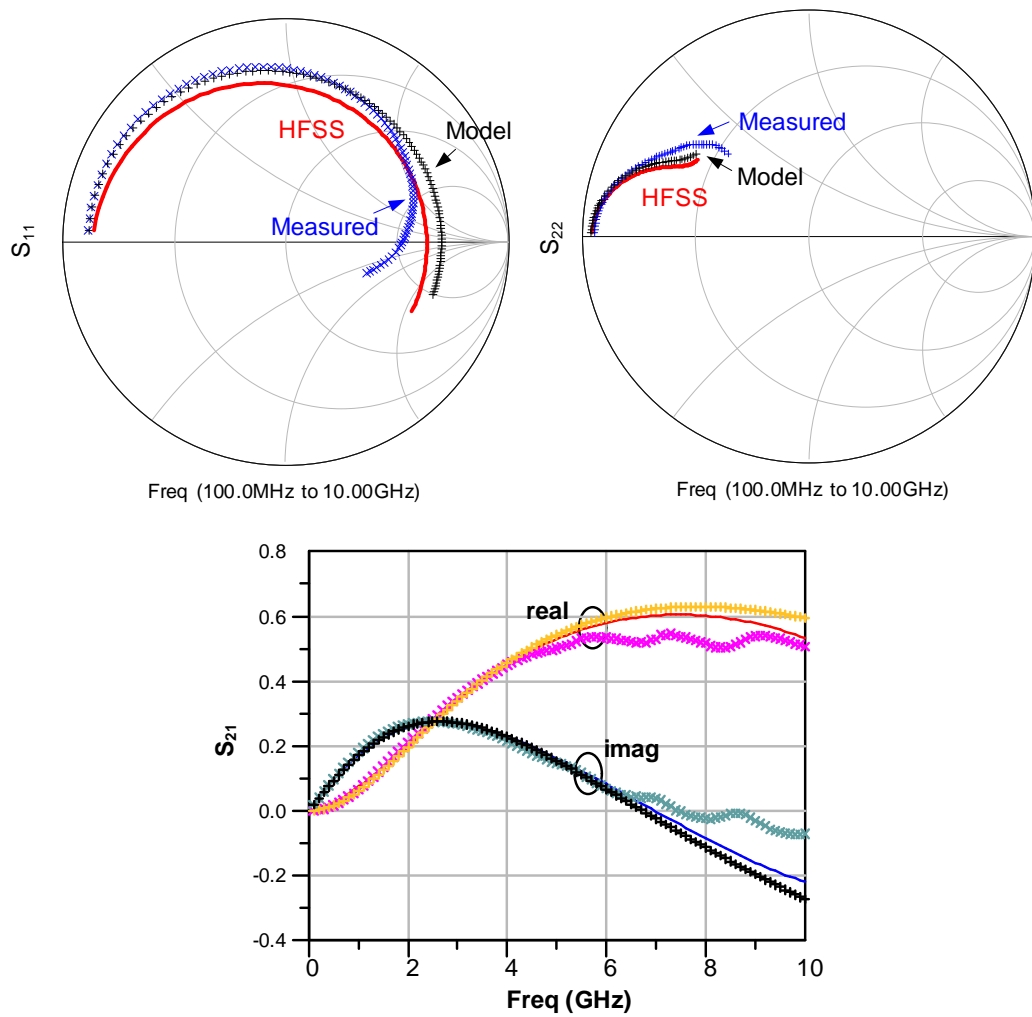 HFSS
Model
Measured
S11
Freq (100.0MHz to 10.00GHz)
Measured
Model
HFSS
S22
Freq (100.0MHz to 10.00GHz)
0.8
0.6
0.4
0.2
0.0
-0.2
-0.4
S21
real
imag
0 2 4 6 8 10
Freq (GHz)